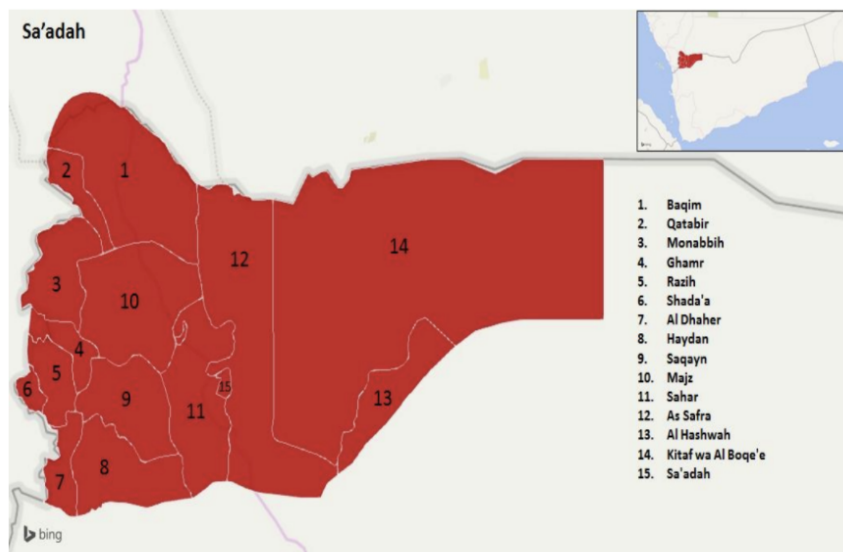 Sa'adah
1
2
3
12
14
10
4
5
6
9
11
15
13
7
8
1. Baqim
2. Qatabir
3. Monabbih
4. Ghamr
5. Razih
6. Shada'a
7. Al Dhaher
8. Haydan
9. Saqayn
10. Majz
11. Sahar
12. As Safra
13. Al Hashwah
14. Kitaf wa Al Boqe'e
15. Sa'adah
bing
bing